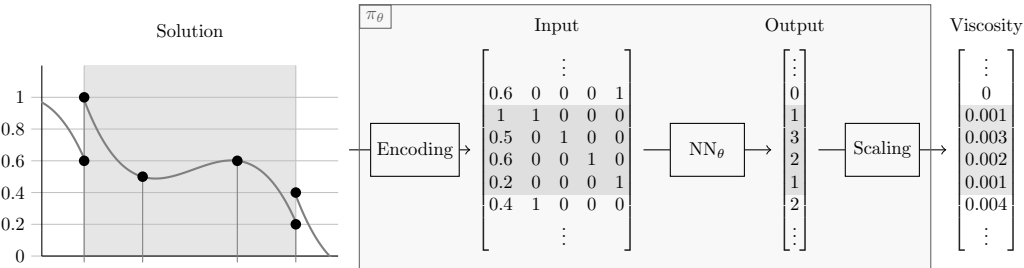 Solution
1
0.8
0.6
0.4
0.2
0
πθ
Encoding
Input
⋮
0.6 0 0 0 1
1 1 0 0 0
0.5 0 1 0 0
0.6 0 0 1 0
0.2 0 0 0 1
0.4 1 0 0 0
⋮
NNθ
Output
⋮
0
1
3
2
1
2
⋮
Scaling
Viscosity
⋮
0
0.001
0.003
0.002
0.001
0.004
⋮